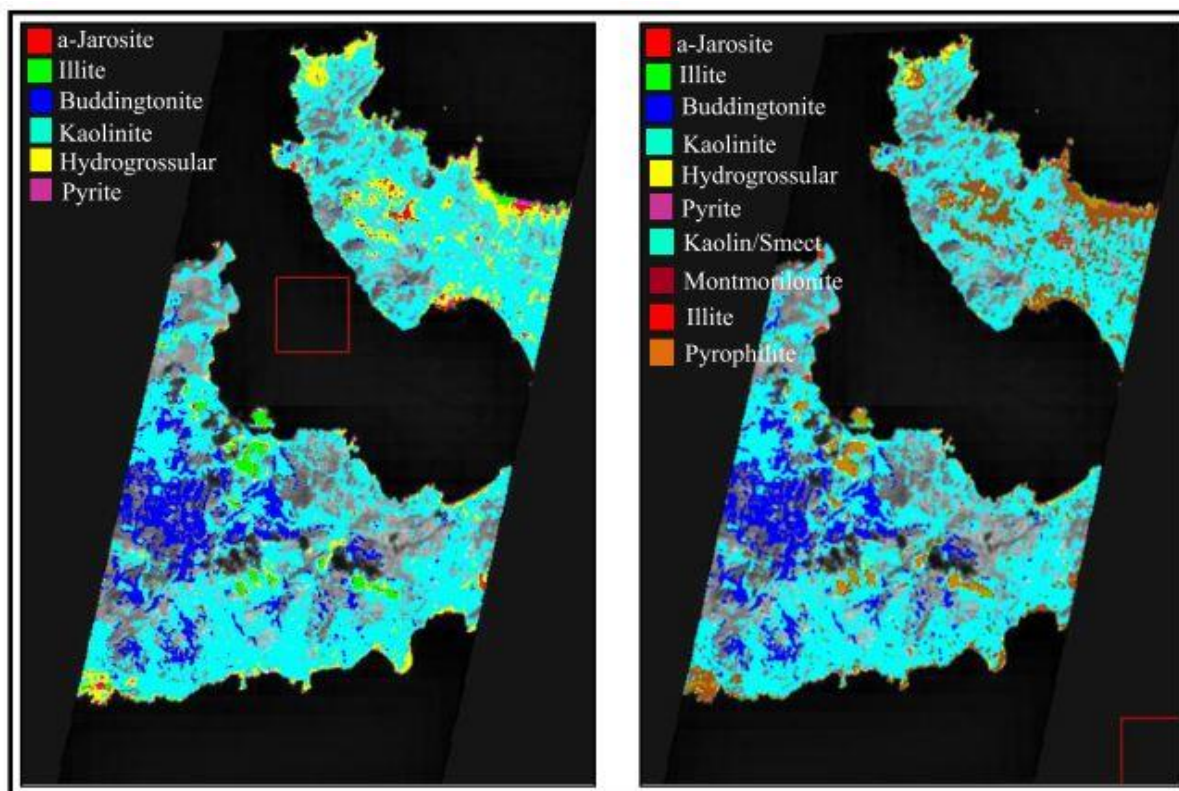 a-Jarosite
Illite
Buddingtonite
Kaolinite
Hydrogrossular
Pyrite
a-Jarosite
Illite
Buddingtonite
Kaolinite
Hydrogrossular
Pyrite
Kaolin/Smect
Montmorilonite
Illite
Pyrophilite